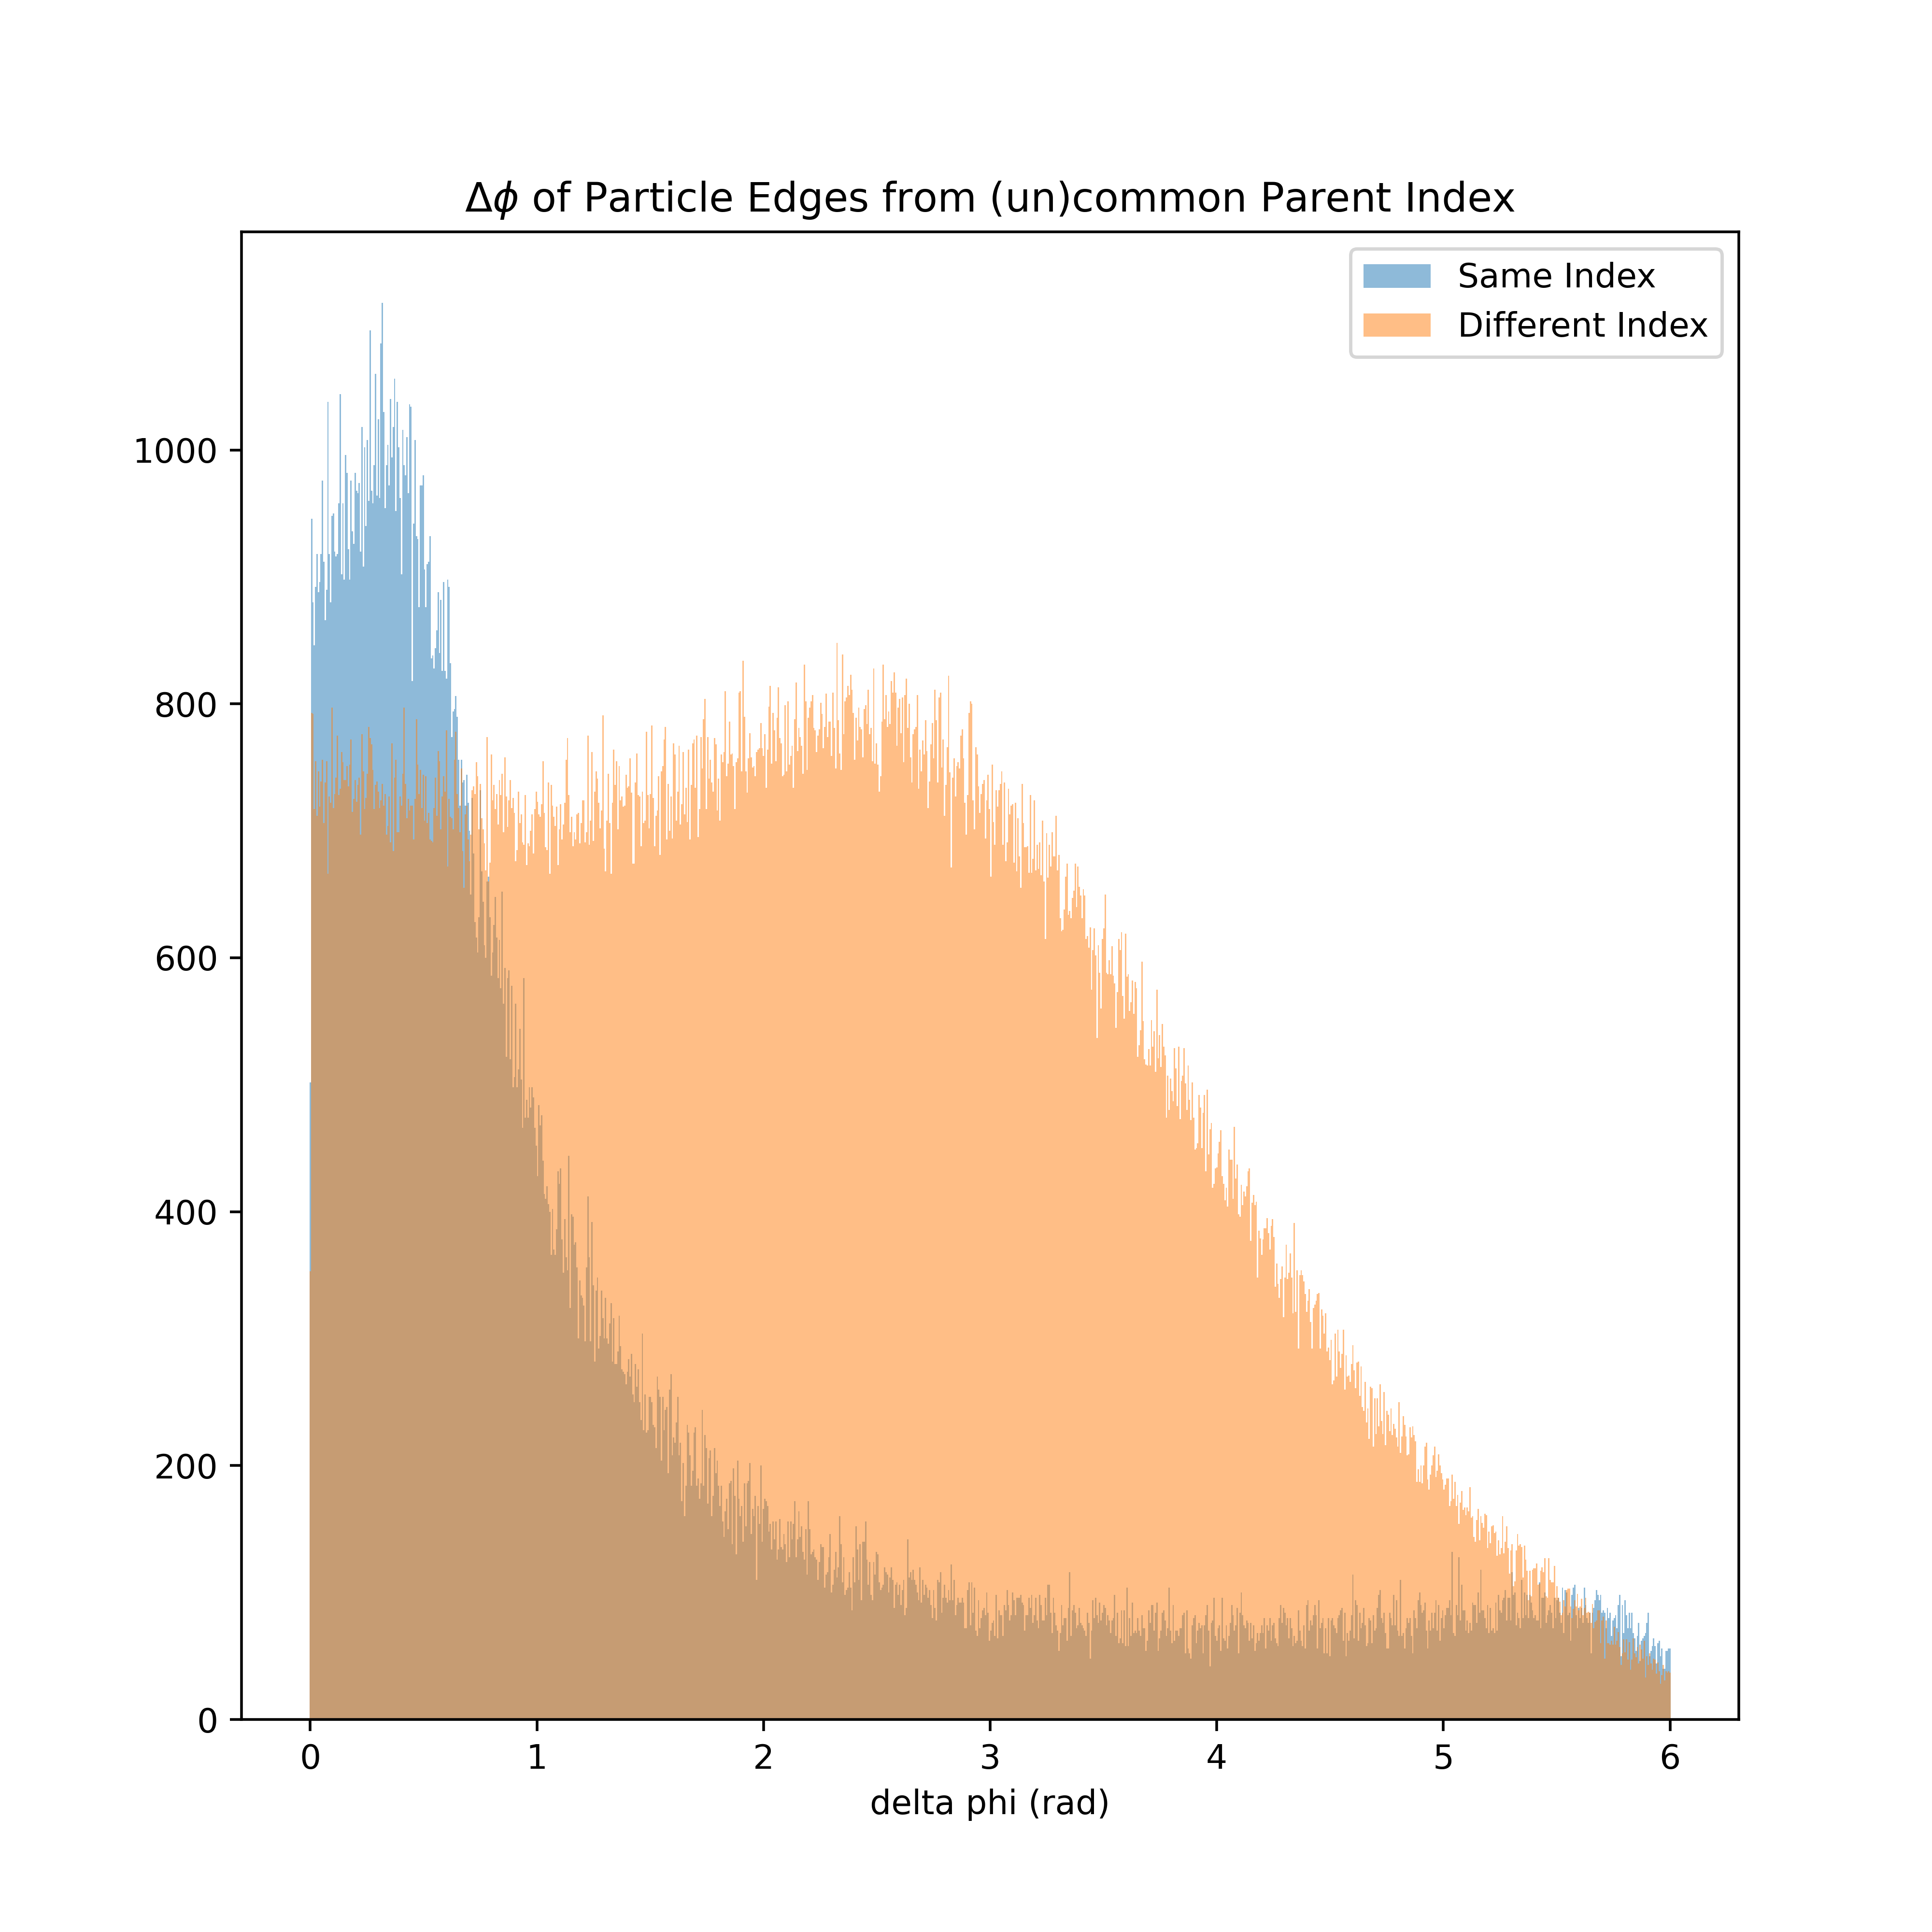 Δϕ of Particle Edges from (un)common Parent Index
Same Index
Different Index
1000
800
600
400
200
0
0 1 2 3 4 5 6
delta phi (rad)